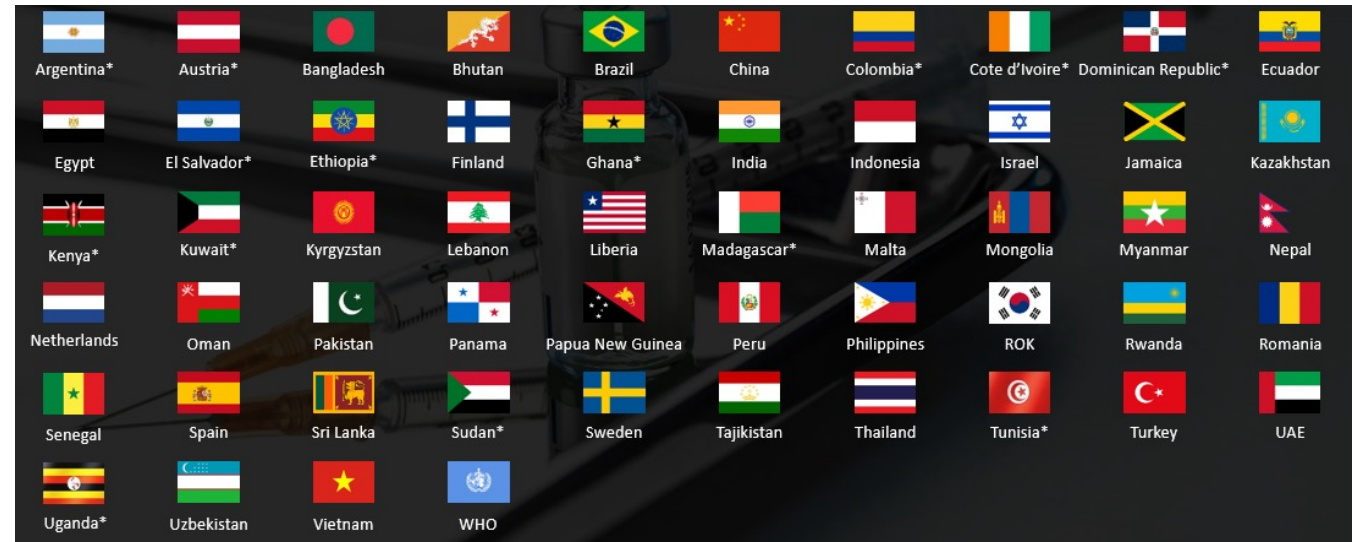 Argentina* Austria* Bangladesh Bhutan Brazil China Colombia* Cote d'Ivoire* Dominican Republic* Ecuador
Egypt El Salvador* Ethiopia* Finland Ghana* India Indonesia Israel Jamaica Kazakhstan
Kenya* Kuwait* Kyrgyzstan Lebanon Liberia Madagascar* Malta Mongolia Myanmar Nepal
Netherlands Oman Pakistan Panama Papua New Guinea Peru Philippines ROK Rwanda Romania
Senegal Spain Sri Lanka Sudan* Sweden Tajikistan Thailand Tunisia* Turkey UAE
Uganda* Uzbekistan Vietnam WHO